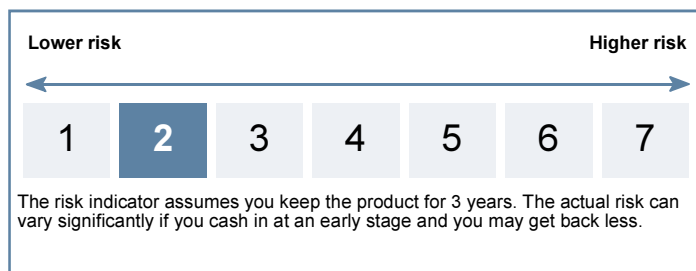 Lower risk
Higher risk
1 2 3 4 5 6 7
The risk indicator assumes you keep the product for 3 years. The actual risk can
vary significantly if you cash in at an early stage and you may get back less.